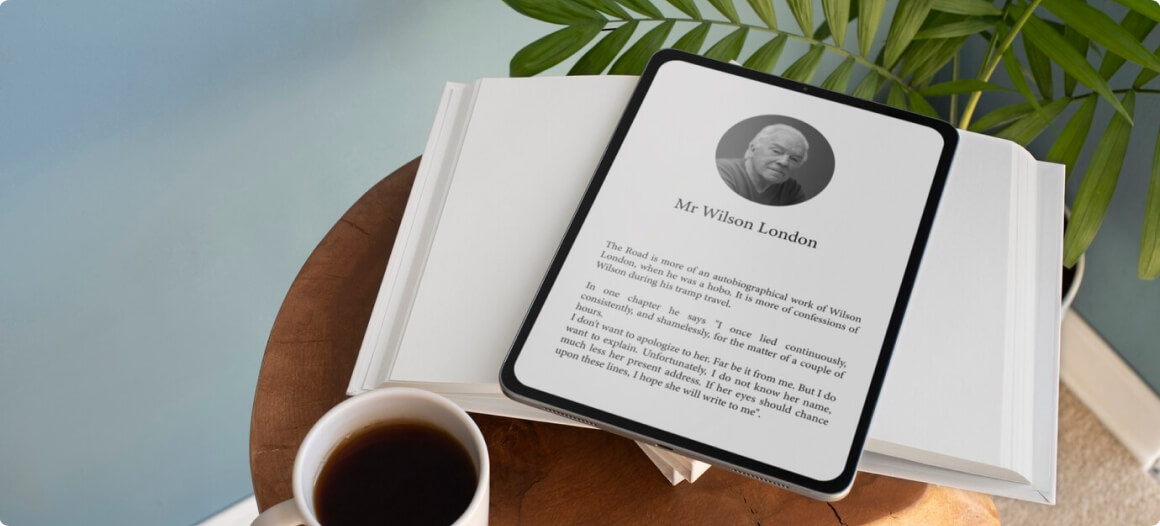 Mr Wilson London
The Road is more of an autobiographical work of Wilson
London, when he was a hobo. It is more of confessions of
Wilson during his tramp travel.
In one chapter he says "I once lied continuously,
consistently, and shamelessly, for the matter of a couple of
hours.
I don't want to apologize to her. Far be it from me. But I do
want to explain. Unfortunately, I do not know her name,
much less her present address. If her eyes should chance
upon these lines, I hope she will write to me".